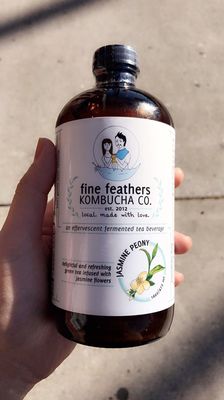 fine feathers
KOMBUCHA CO.
est. 2012
local. made with love.
an effervescent fermented tea beverage
JASMINE PEONY
delightful and refreshing
green tea infused with
jasmine flowers